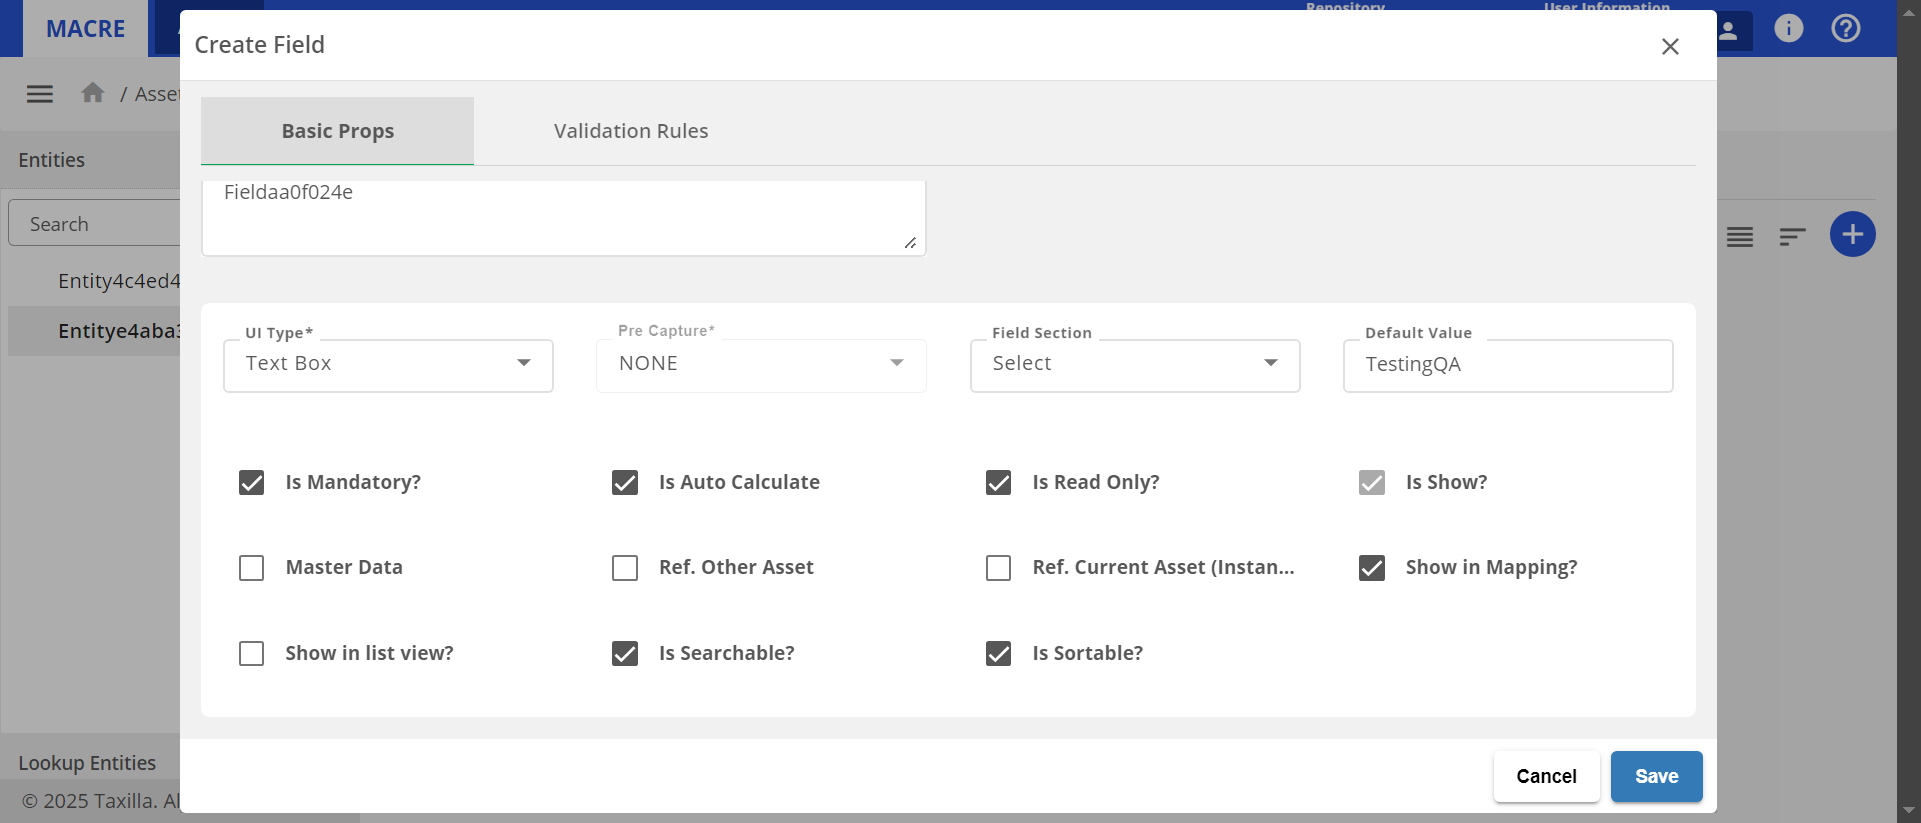 MACRE
Repository
User Information
Create Field
/ Asse
Basic Props
Validation Rules
Entities
Fieldaa0f024e
Search
Entity4c4ed4
Entitye4aba3
UI Type*
Pre Capture*
Field Section
Default Value
Text Box
NONE
Select
TestingQA
Is Mandatory?
Is Auto Calculate
Is Read Only?
Is Show?
Master Data
Ref. Other Asset
Ref. Current Asset (Instan...
Show in Mapping?
Show in list view?
Is Searchable?
Is Sortable?
Lookup Entities
© 2025 Taxilla. Al
Cancel
Save